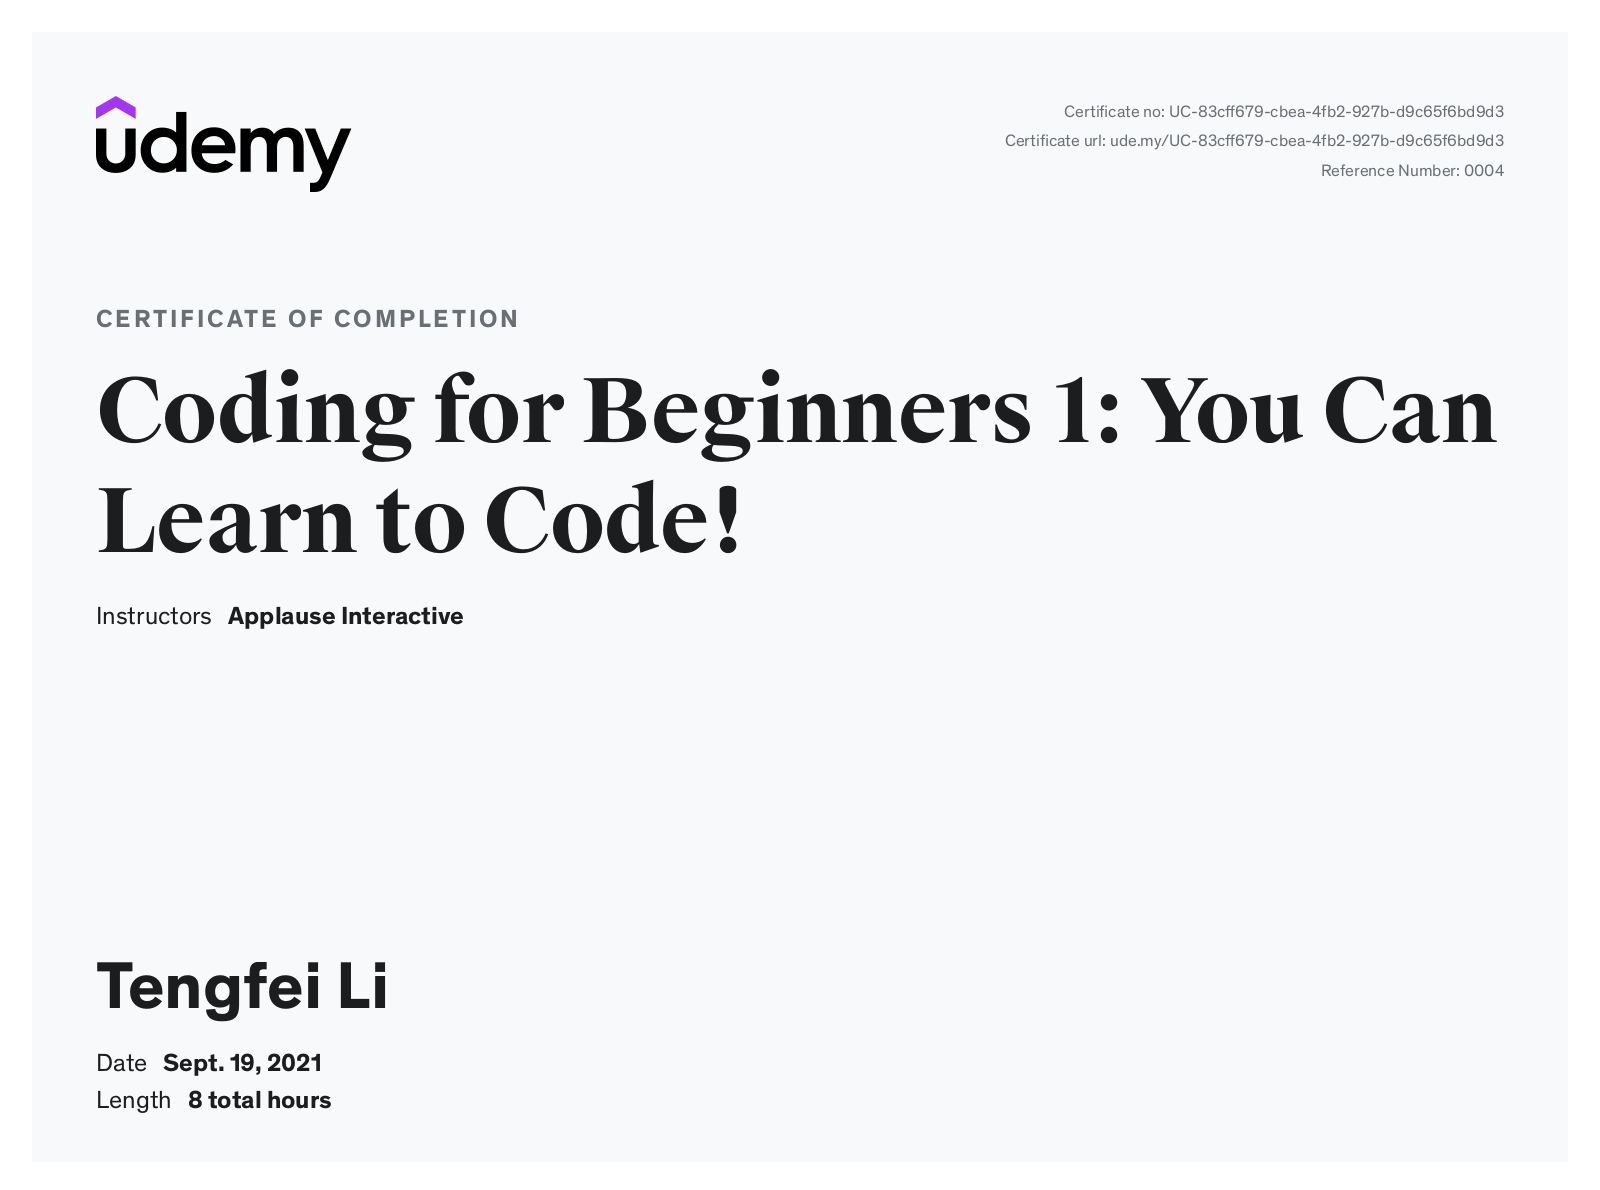 udemy
Certificate no: UC-83cff679-cbea-4fb2-927b-d9c65f6bd9d3
Certificate url: ude.my/UC-83cff679-cbea-4fb2-927b-d9c65f6bd9d3
Reference Number: 0004
CERTIFICATE OF COMPLETION
Coding for Beginners 1: You Can
Learn to Code!
Instructors Applause Interactive
Tengfei Li
Date Sept. 19, 2021
Length 8 total hours